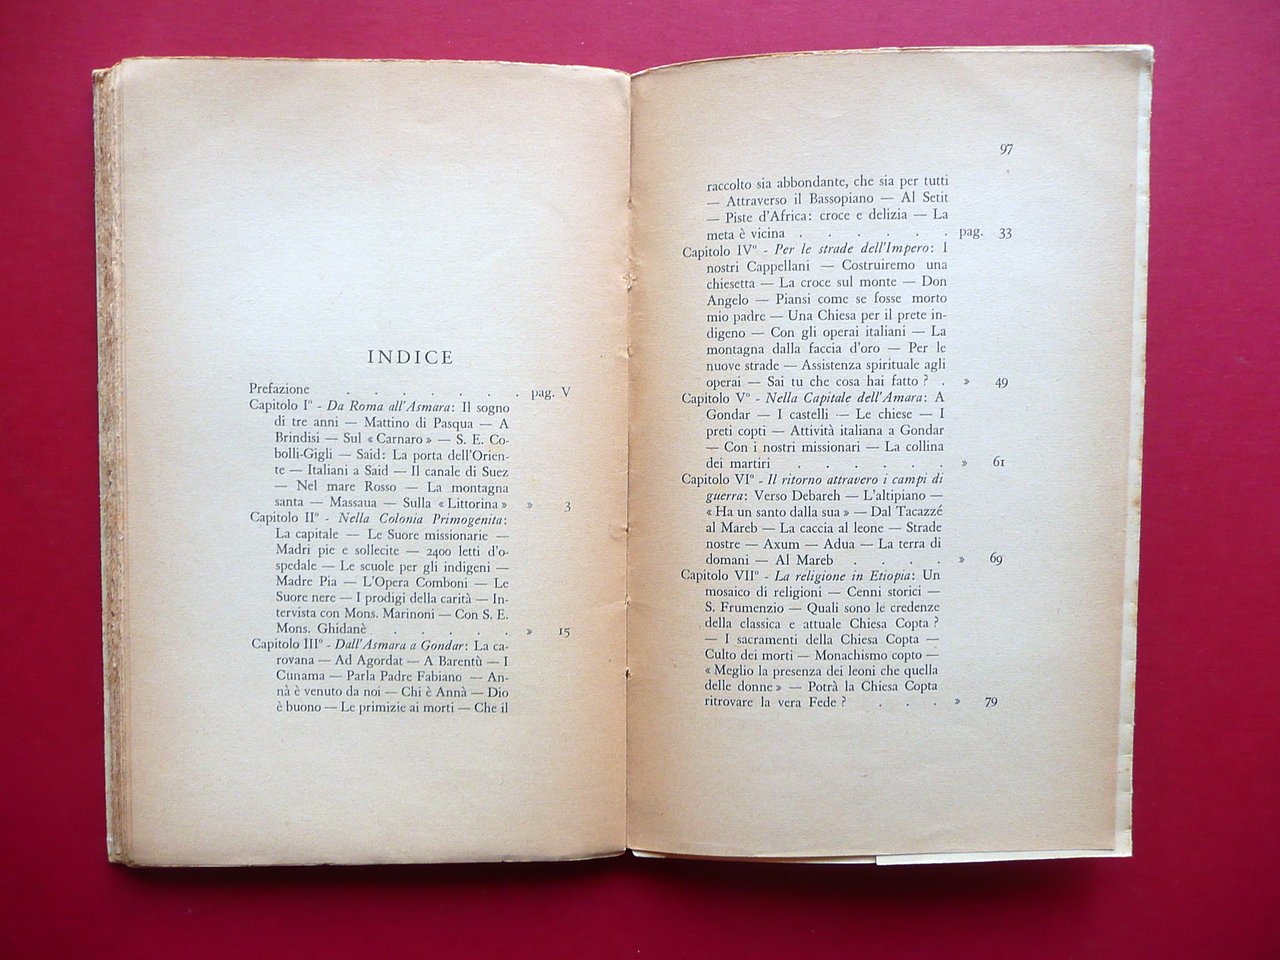 INDICE
Prefazione . . . . . . . pag. V
Capitolo I° - Da Roma all'Asmara: Il sogno
di tre anni — Mattino di Pasqua — A
Brindisi — Sul « Carnaro » — S. E. Co-
bolli-Gigli — Said: La porta dell'Orien-
te — Italiani a Said — Il canale di Suez
— Nel mare Rosso — La montagna
santa — Massaua — Sulla « Littorina » » 3
Capitolo II° - Nella Colonia Primogenita:
La capitale — Le Suore missionarie —
Madri pie e sollecite — 2400 letti d'o-
spedale — Le scuole per gli indigeni —
Madre Pia — L'Opera Comboni — Le
Suore nere — I prodigi della carità — In-
tervista con Mons. Marinoni — Con S. E.
Mons. Ghidanè . . . . . » 15
Capitolo III° - Dall'Asmara a Gondar: La ca-
rovana — Ad Agordat — A Barentù — I
Cunama — Parla Padre Fabiano — An-
nà è venuto da noi — Chi è Annà — Dio
è buono — Le primizie ai morti — Che il
97
raccolto sia abbondante, che sia per tutti
— Attraverso il Bassopiano — Al Setit
— Piste d'Africa: croce e delizia — La
meta è vicina . . . . . . pag. 33
Capitolo IV° - Per le strade dell'Impero: I
nostri Cappellani — Costruiremo una
chiesetta — La croce sul monte — Don
Angelo — Piansi come se fosse morto
mio padre — Una Chiesa per il prete in-
digeno — Con gli operai italiani — La
montagna dalla faccia d'oro — Per le
nuove strade — Assistenza spirituale agli
operai — Sai tu che cosa hai fatto ? . » 49
Capitolo V° - Nella Capitale dell'Amara: A
Gondar — I castelli — Le chiese — I
preti copti — Attività italiana a Gondar
— Con i nostri missionari — La collina
dei martiri . . . . . . » 61
Capitolo VI° - Il ritorno attravero i campi di
guerra: Verso Debareh — L'altipiano —
« Ha un santo dalla sua » — Dal Tacazzé
al Mareb — La caccia al leone — Strade
nostre — Axum — Adua — La terra di
domani — Al Mareb . . . . » 69
Capitolo VII° - La religione in Etiopia: Un
mosaico di religioni — Cenni storici —
S. Frumenzio — Quali sono le credenze
della classica e attuale Chiesa Copta ?
— I sacramenti della Chiesa Copta —
Culto dei morti — Monachismo copto —
« Meglio la presenza dei leoni che quella
delle donne » — Potrà la Chiesa Copta
ritrovare la vera Fede ? . . . » 79